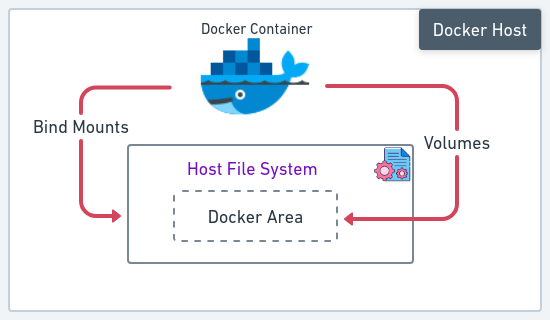 Docker Container
Docker Host
Bind Mounts
Volumes
Host File System
Docker Area